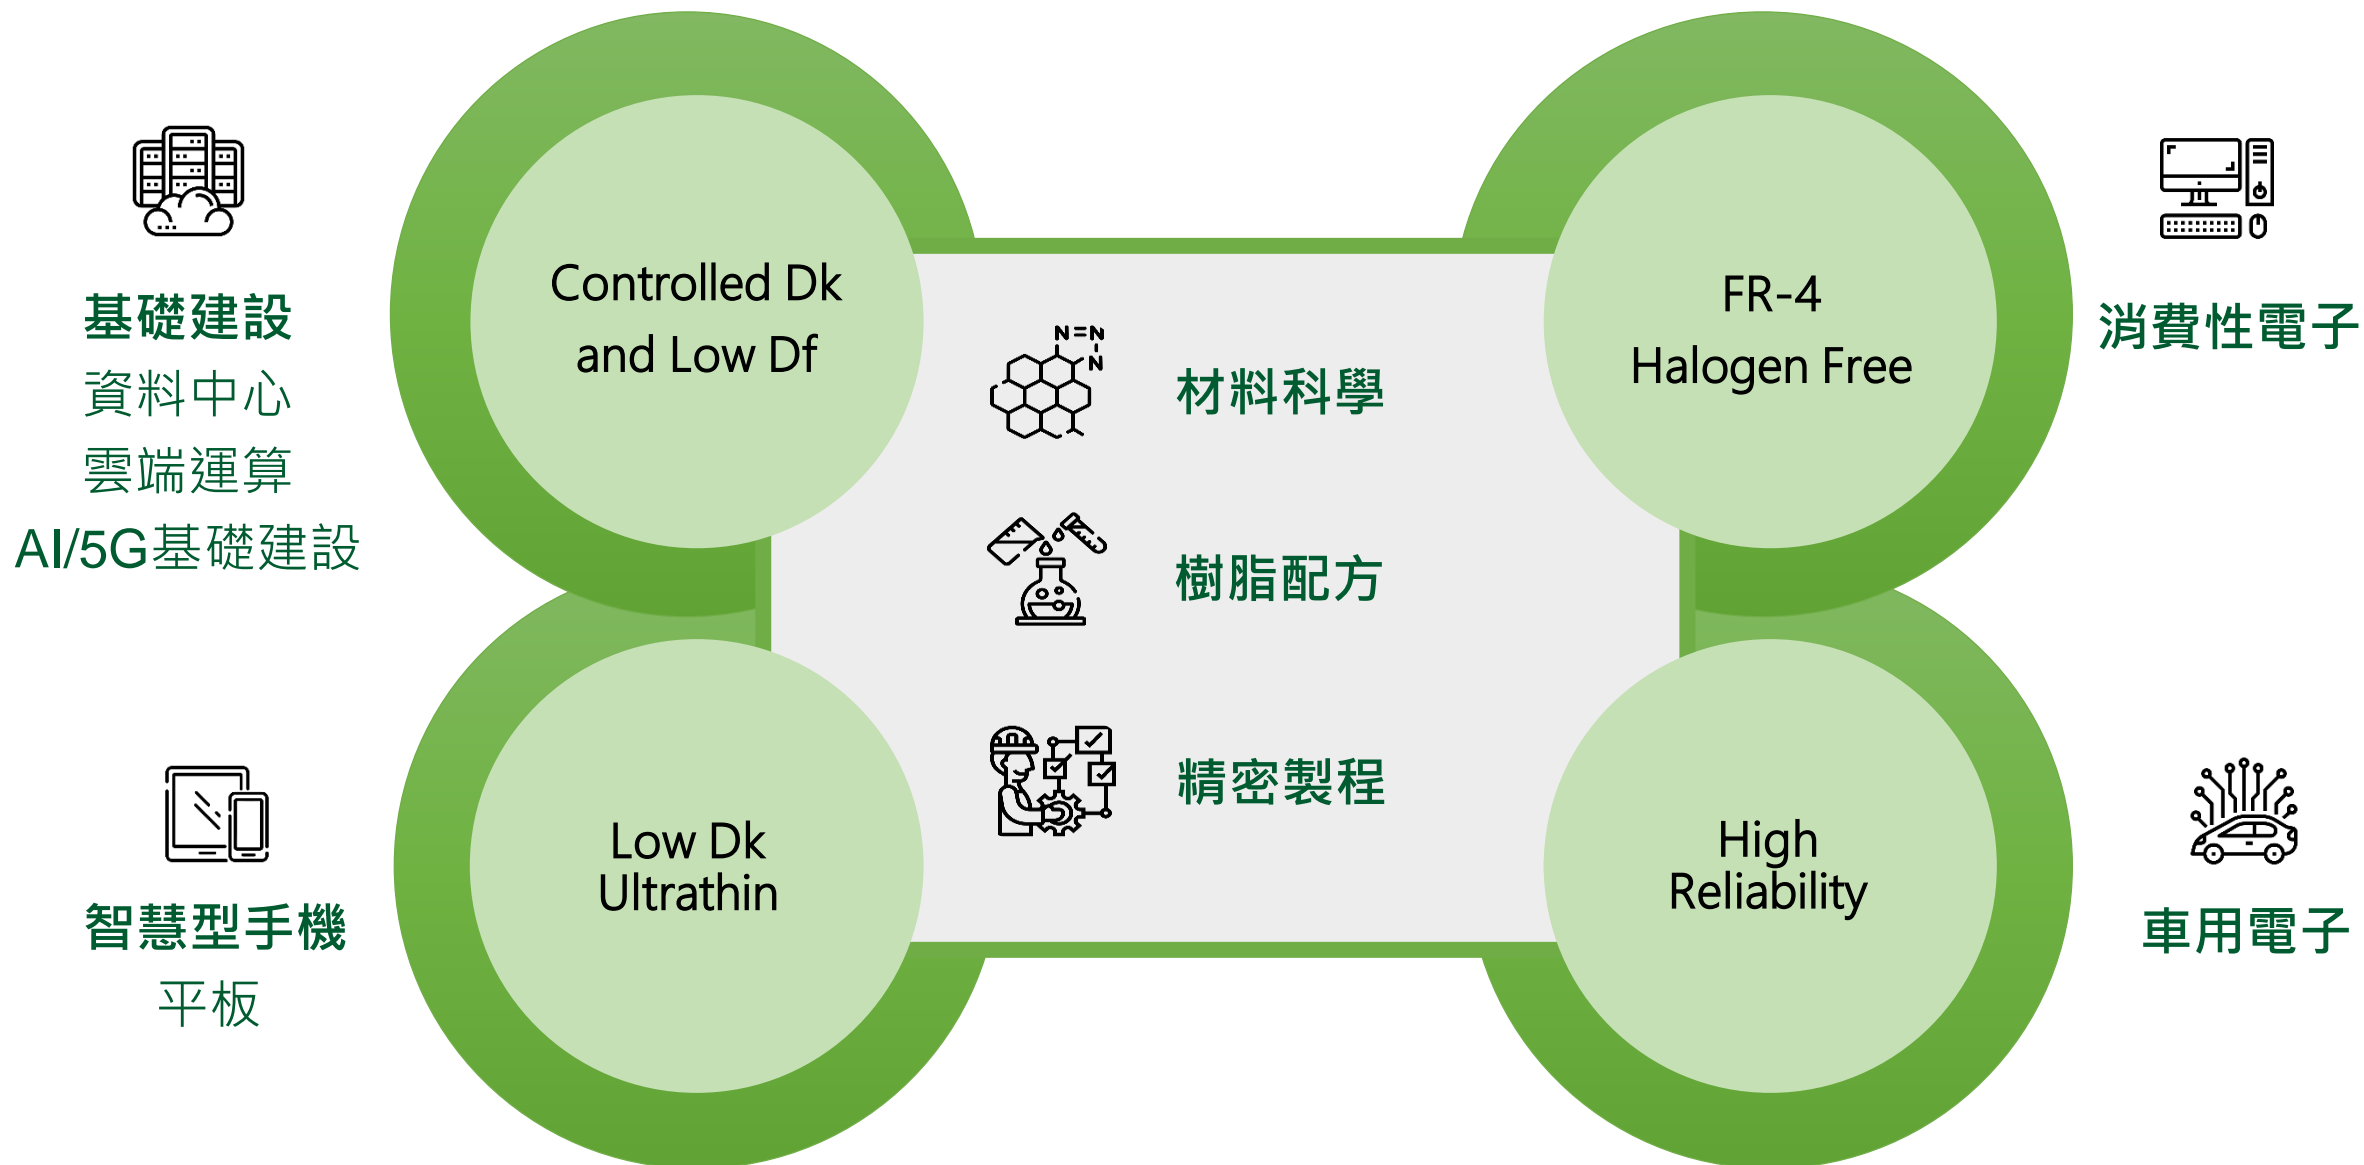 基礎建設
資料中心
雲端運算
AI/5G基礎建設
Controlled Dk
and Low Df
材料科學
樹脂配方
精密製程
FR-4
Halogen Free
消費性電子
智慧型手機
平板
Low Dk
Ultrathin
High
Reliability
車用電子
N
N
N